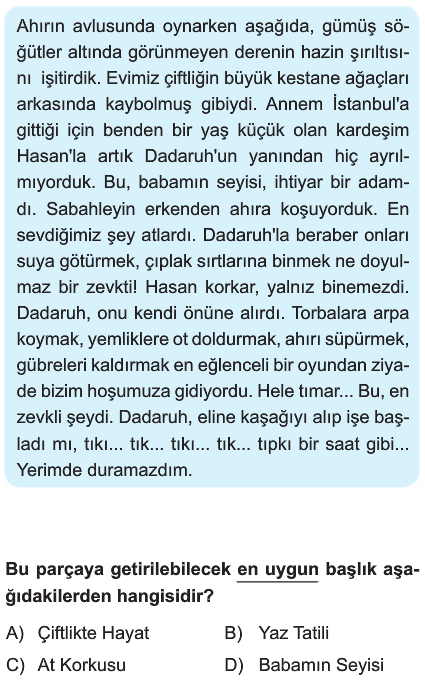 Ahırın avlusunda oynarken aşağıda, gümüş sö-
ğütler altında görünmeyen derenin hazin şırıltısı-
nı işitirdik. Evimiz çiftliğin büyük kestane ağaçları
arkasında kaybolmuş gibiydi. Annem İstanbul'a
gittiği için benden bir yaş küçük olan kardeşim
Hasan'la artık Dadaruh'un yanından hiç ayrıl-
mıyorduk. Bu, babamın seyisi, ihtiyar bir adam-
dı. Sabahleyin erkenden ahıra koşuyorduk. En
sevdiğimiz şey atlardı. Dadaruh'la beraber onları
suya götürmek, çıplak sırtlarına binmek ne doyul-
maz bir zevkti! Hasan korkar, yalnız binemezdi.
Dadaruh, onu kendi önüne alırdı. Torbalara arpa
koymak, yemliklere ot doldurmak, ahırı süpürmek,
gübreleri kaldırmak en eğlenceli bir oyundan ziya-
de bizim hoşumuza gidiyordu. Hele tımar... Bu, en
zevkli şeydi. Dadaruh, eline kaşağıyı alıp işe baş-
ladı mı, tıkı... tık... tıkı... tık... tıpkı bir saat gibi...
Yerimde duramazdım.
Bu parçaya getirilebilecek en uygun başlık aşa-
ğıdakilerden hangisidir?
A) Çiftlikte Hayat B) Yaz Tatili
C) At Korkusu D) Babamın Seyisi